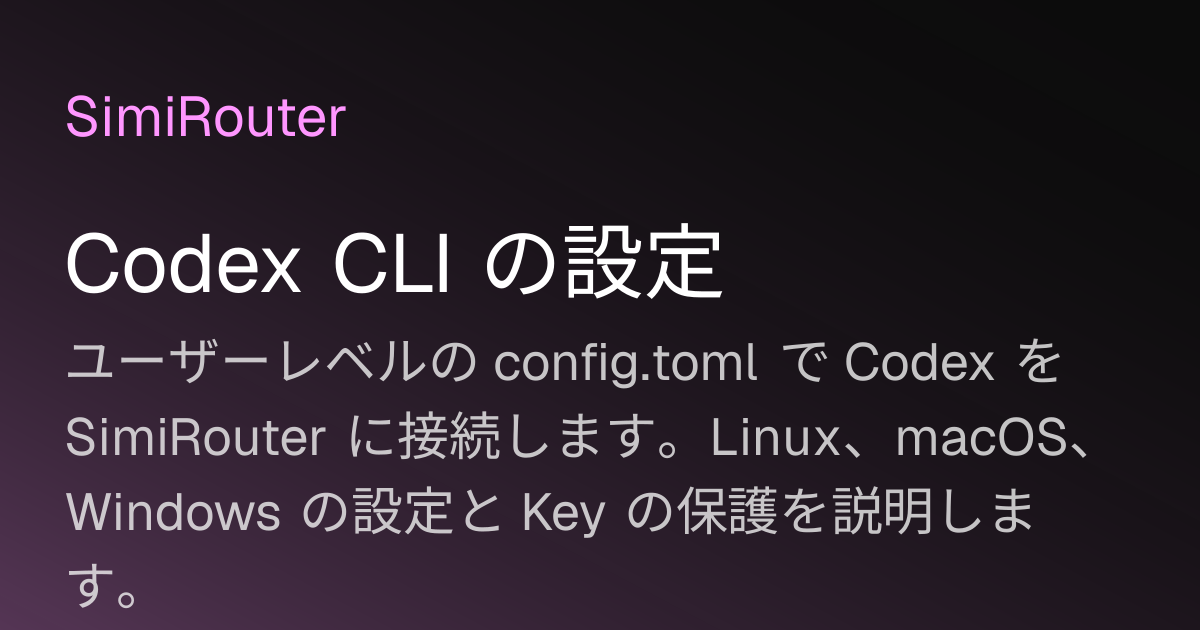 SimiRouter
Codex CLI の設定
ユーザーレベルの config.toml で Codex を
SimiRouter に接続します。Linux、macOS、
Windows の設定と Key の保護を説明しま
す。